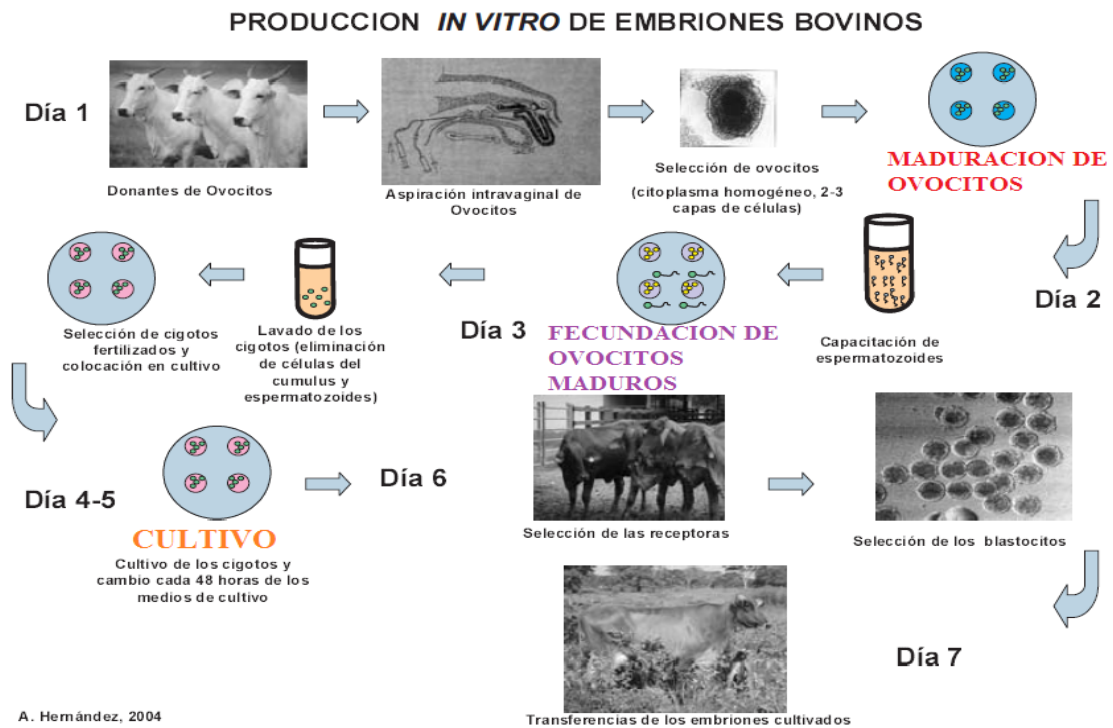 PRODUCCION IN VITRO DE EMBRIONES BOVINOS
Día 1
Donantes de Ovocitos
Aspiración intravaginal de
Ovocitos
Selección de ovocitos
(citoplasma homogéneo, 2-3
capas de células)
MADURACION DE
OVOCITOS
Día 2
Capacitación de
espermatozoides
FECUNDACION DE
OVOCITOS
MADUROS
Día 3
Lavado de los
cigotos (eliminación
de células del
cumulus y
espermatozoides)
Selección de cigotos
fertilizados y
colocación en cultivo
Día 4-5
CULTIVO
Cultivo de los cigotos y
cambio cada 48 horas de los
medios de cultivo
Día 6
Selección de las receptoras
Selección de los blastocitos
Día 7
Transferencias de los embriones cultivados
A. Hernández, 2004